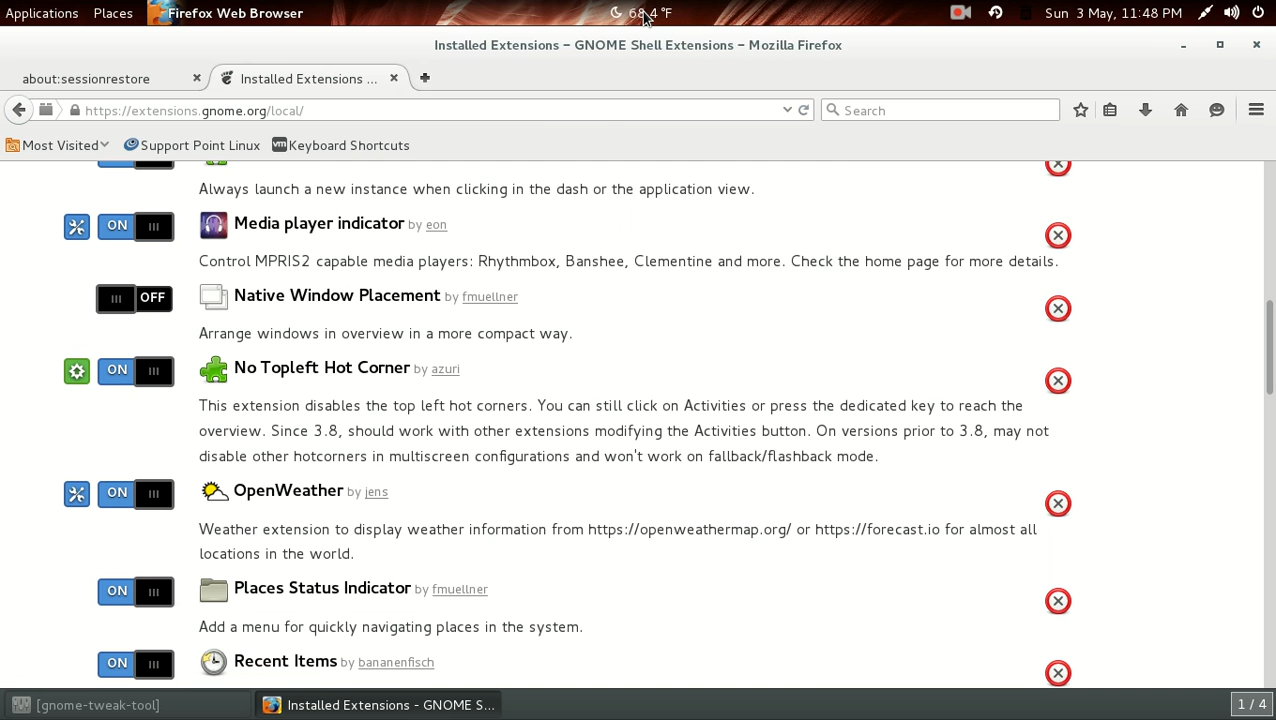 Applications Places Firefox Web Browser 68.4 °F Sun 3 May, 11:48 PM
Installed Extensions – GNOME Shell Extensions – Mozilla Firefox
about:sessionrestore Installed Extensions ...
https://extensions.gnome.org/local/ Search
Most Visited Support Point Linux vm Keyboard Shortcuts
Always launch a new instance when clicking in the dash or the application view.
ON Media player indicator by eon
Control MPRIS2 capable media players: Rhythmbox, Banshee, Clementine and more. Check the home page for more details.
OFF Native Window Placement by fmuellner
Arrange windows in overview in a more compact way.
ON No Topleft Hot Corner by azuri
This extension disables the top left hot corners. You can still click on Activities or press the dedicated key to reach the
overview. Since 3.8, should work with other extensions modifying the Activities button. On versions prior to 3.8, may not
disable other hotcorners in multiscreen configurations and won't work on fallback/flashback mode.
ON OpenWeather by jens
Weather extension to display weather information from https://openweathermap.org/ or https://forecast.io for almost all
locations in the world.
ON Places Status Indicator by fmuellner
Add a menu for quickly navigating places in the system.
ON Recent Items by bananenfisch
[gnome-tweak-tool] Installed Extensions - GNOME S... 1 / 4